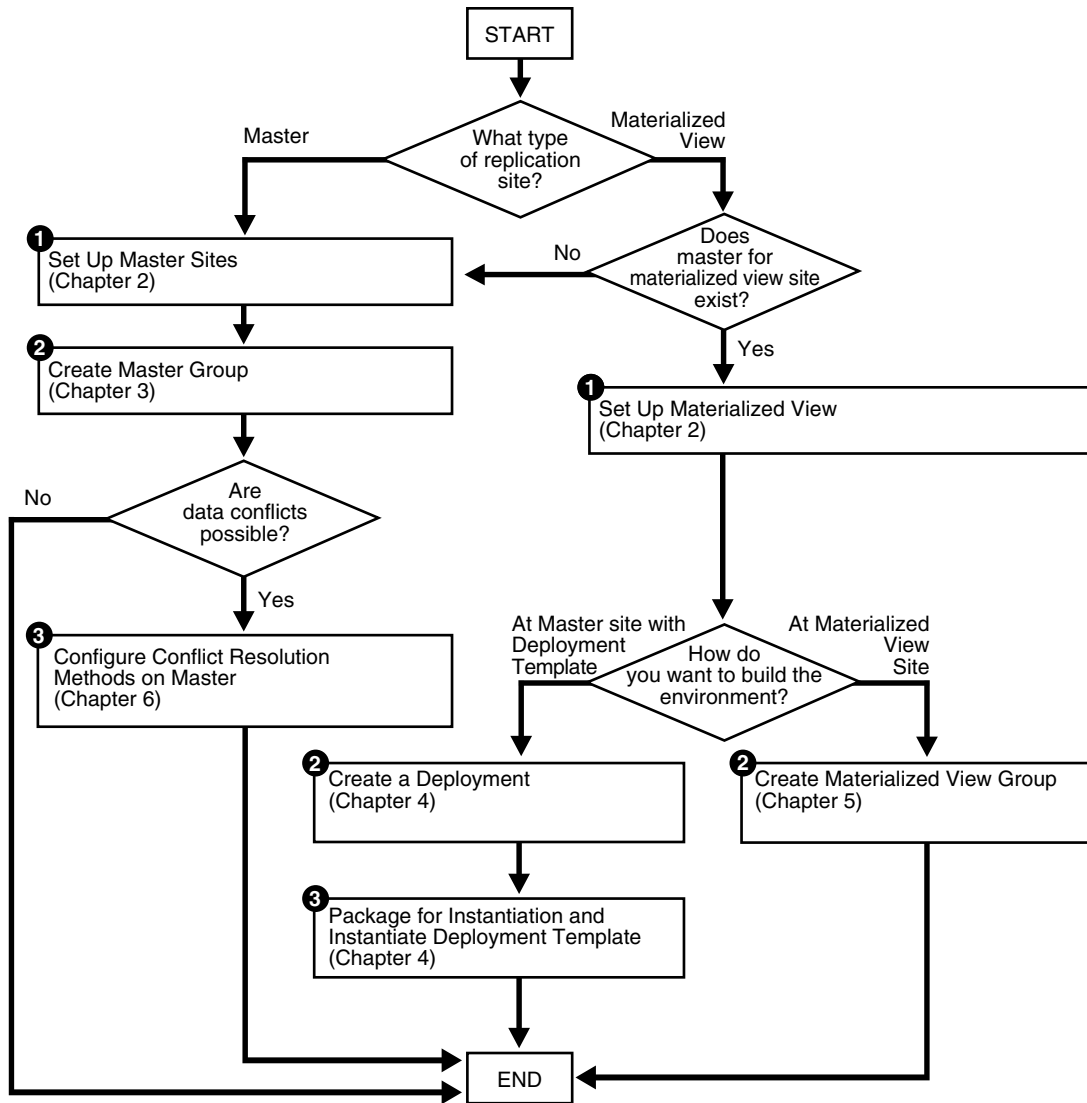 START
What type
of replication
site?
Master
Materialized
View
1
Set Up Master Sites
(Chapter 2)
No
Does
master for
materialized view site
exist?
Yes
2
Create Master Group
(Chapter 3)
1
Set Up Materialized View
(Chapter 2)
No
Are
data conflicts
possible?
Yes
3
Configure Conflict Resolution
Methods on Master
(Chapter 6)
At Master site with
Deployment
Template
How do
you want to build the
environment?
At Materialized
View
Site
2
Create a Deployment
(Chapter 4)
2
Create Materialized View Group
(Chapter 5)
3
Package for Instantiation and
Instantiate Deployment Template
(Chapter 4)
END